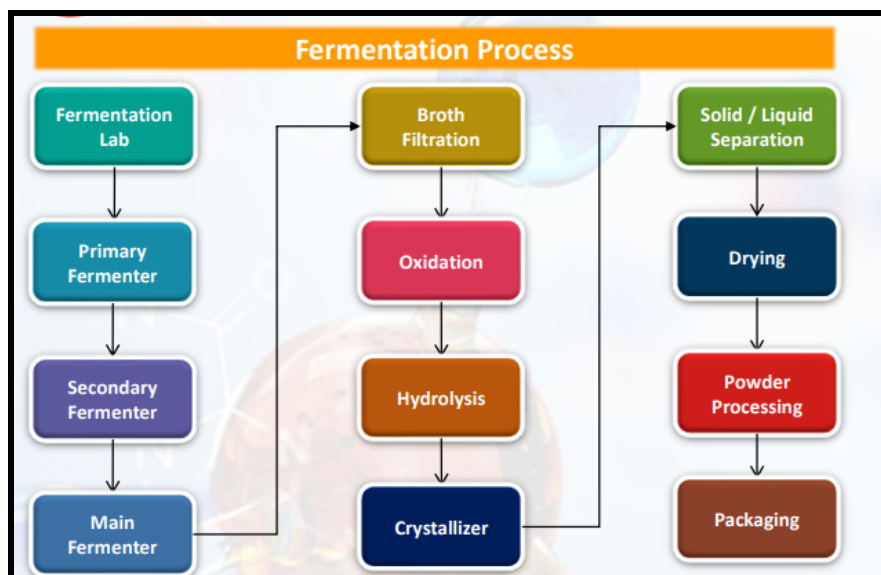 Fermentation Process
Fermentation
Lab
Primary
Fermenter
Secondary
Fermenter
Main
Fermenter
Broth
Filtration
Oxidation
Hydrolysis
Crystallizer
Solid / Liquid
Separation
Drying
Powder
Processing
Packaging